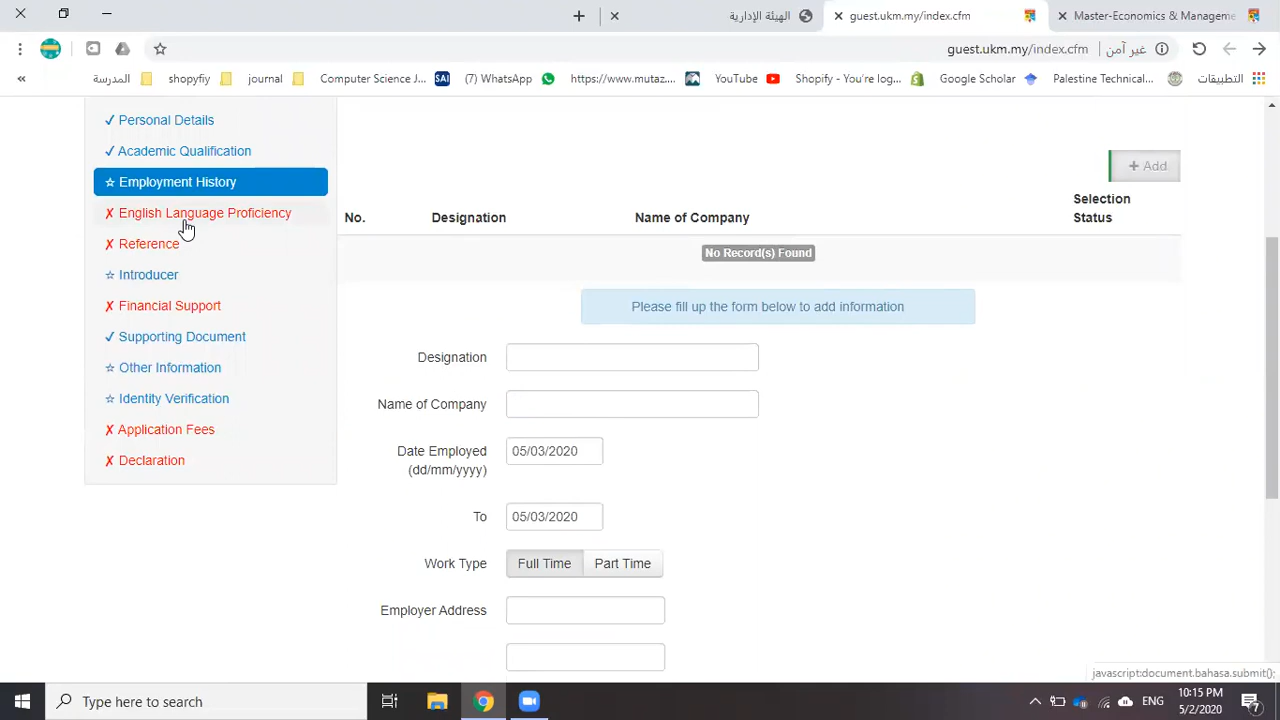 الهيئة الإدارية
guest.ukm.my/index.cfm
Master-Economics & Manageme
guest.ukm.my/index.cfm
غير آمن
المدرسة
shopyfiy
journal
Computer Science J...
SAI
(7) WhatsApp
https://www.mutaz....
YouTube
Shopify - You're log...
Google Scholar
Palestine Technical...
التطبيقات
✓ Personal Details
✓ Academic Qualification
☆ Employment History
✗ English Language Proficiency
✗ Reference
☆ Introducer
✗ Financial Support
✓ Supporting Document
☆ Other Information
☆ Identity Verification
✗ Application Fees
✗ Declaration
+ Add
No.
Designation
Name of Company
Selection
Status
No Record(s) Found
Please fill up the form below to add information
Designation
Name of Company
Date Employed
(dd/mm/yyyy)
05/03/2020
To
05/03/2020
Work Type
Full Time
Part Time
Employer Address
javascript:document.bahasa.submit();
Type here to search
ENG
10:15 PM
5/2/2020
7